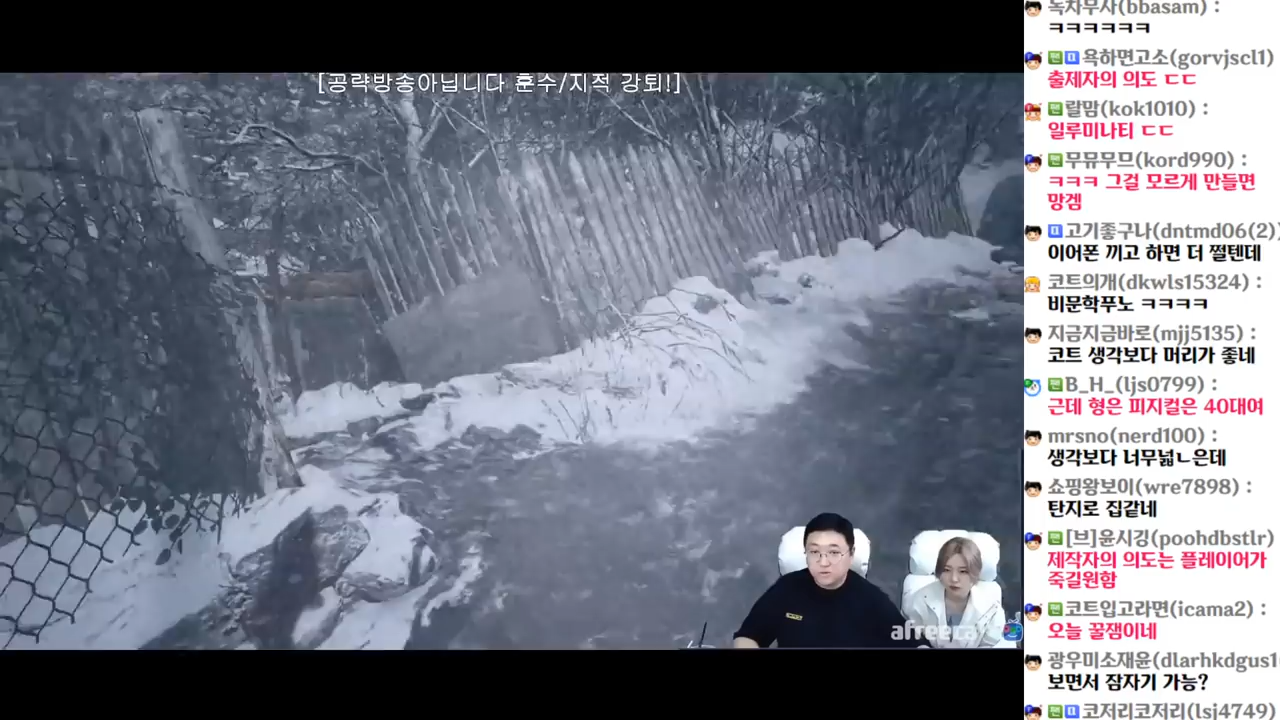 [공략방송아닙니다 훈수/지적 강퇴!]
afreeca
녹차무사(bbasam) :
ㅋㅋㅋㅋㅋㅋ
욕하면고소(gorvjscl1)
출제자의 의도 ㄷㄷ
랄맘(kok1010) :
일루미나티 ㄷㄷ
무뮤무므(kord990) :
ㅋㅋㅋ 그걸 모르게 만들면
망겜
고기좋구나(dntmd06(2))
이어폰 끼고 하면 더 쩔텐데
코트의개(dkwls15324) :
비문학푸노 ㅋㅋㅋㅋ
지금지금바로(mjj5135) :
코트 생각보다 머리가 좋네
B_H_(ljs0799) :
근데 형은 피지컬은 40대여
mrsno(nerd100) :
생각보다 너무넓ㄴ은데
쇼핑왕보이(wre7898) :
탄지로 집같네
[브]윤시깅(poohdbstlr)
제작자의 의도는 플레이어가
죽길원함
코트입고라면(icama2) :
오늘 꿀잼이네
광우미소재윤(dlarhkdgus1
보면서 잠자기 가능?
코저리코저리(lsj4749)